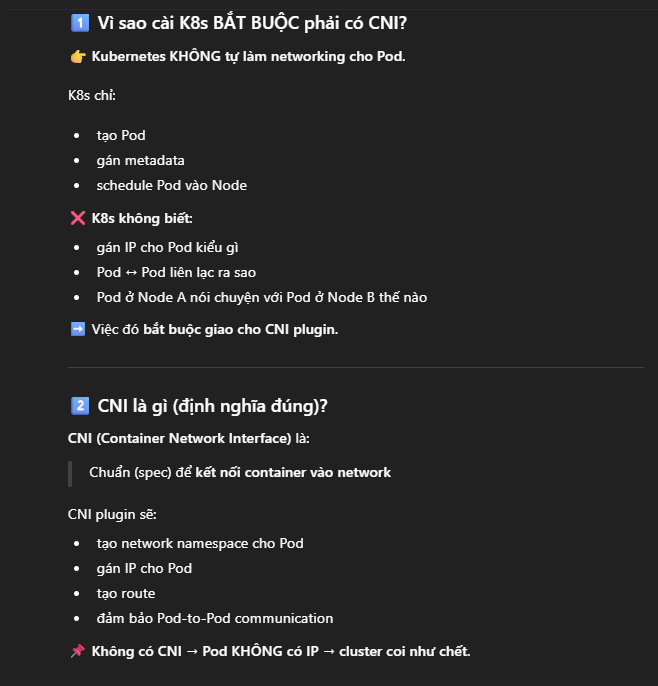 1️⃣ Vì sao cài K8s BẮT BUỘC phải có CNI?
👉 Kubernetes KHÔNG tự làm networking cho Pod.
K8s chỉ:
• tạo Pod
• gán metadata
• schedule Pod vào Node
❌ K8s không biết:
• gán IP cho Pod kiểu gì
• Pod ↔ Pod liên lạc ra sao
• Pod ở Node A nói chuyện với Pod ở Node B thế nào
➡️ Việc đó bắt buộc giao cho CNI plugin.
2️⃣ CNI là gì (định nghĩa đúng)?
CNI (Container Network Interface) là:
Chuẩn (spec) để kết nối container vào network
CNI plugin sẽ:
• tạo network namespace cho Pod
• gán IP cho Pod
• tạo route
• đảm bảo Pod-to-Pod communication
📌 Không có CNI → Pod KHÔNG có IP → cluster coi như chết.